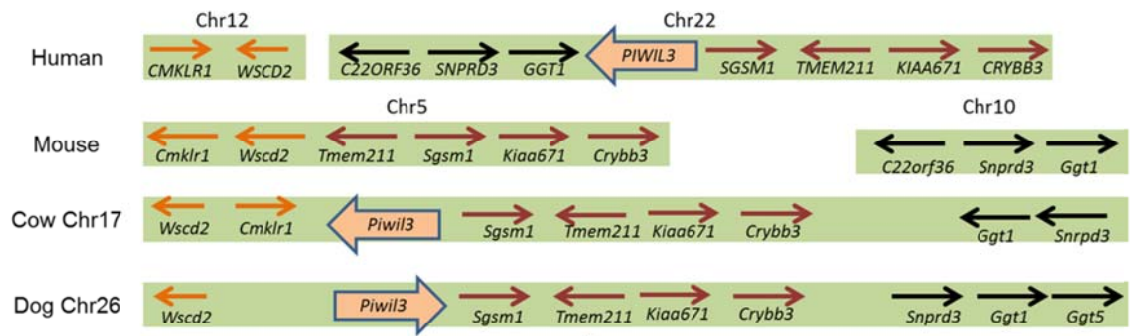 Chr12 Chr22
Human
CMKLR1 WSCD2 C22ORF36 SNPRD3 GGT1 PIWIL3 SGSM1 TMEM211 KIAA671 CRYBB3
Chr5 Chr10
Mouse
Cmklr1 Wscd2 Tmem211 Sgsm1 Kiaa671 Crybb3 C22orf36 Snprd3 Ggt1
Cow Chr17
Wscd2 Cmklr1 Piwil3 Sgsm1 Tmem211 Kiaa671 Crybb3 Ggt1 Snrpd3
Dog Chr26
Wscd2 Piwil3 Sgsm1 Tmem211 Kiaa671 Crybb3 Snprd3 Ggt1 Ggt5